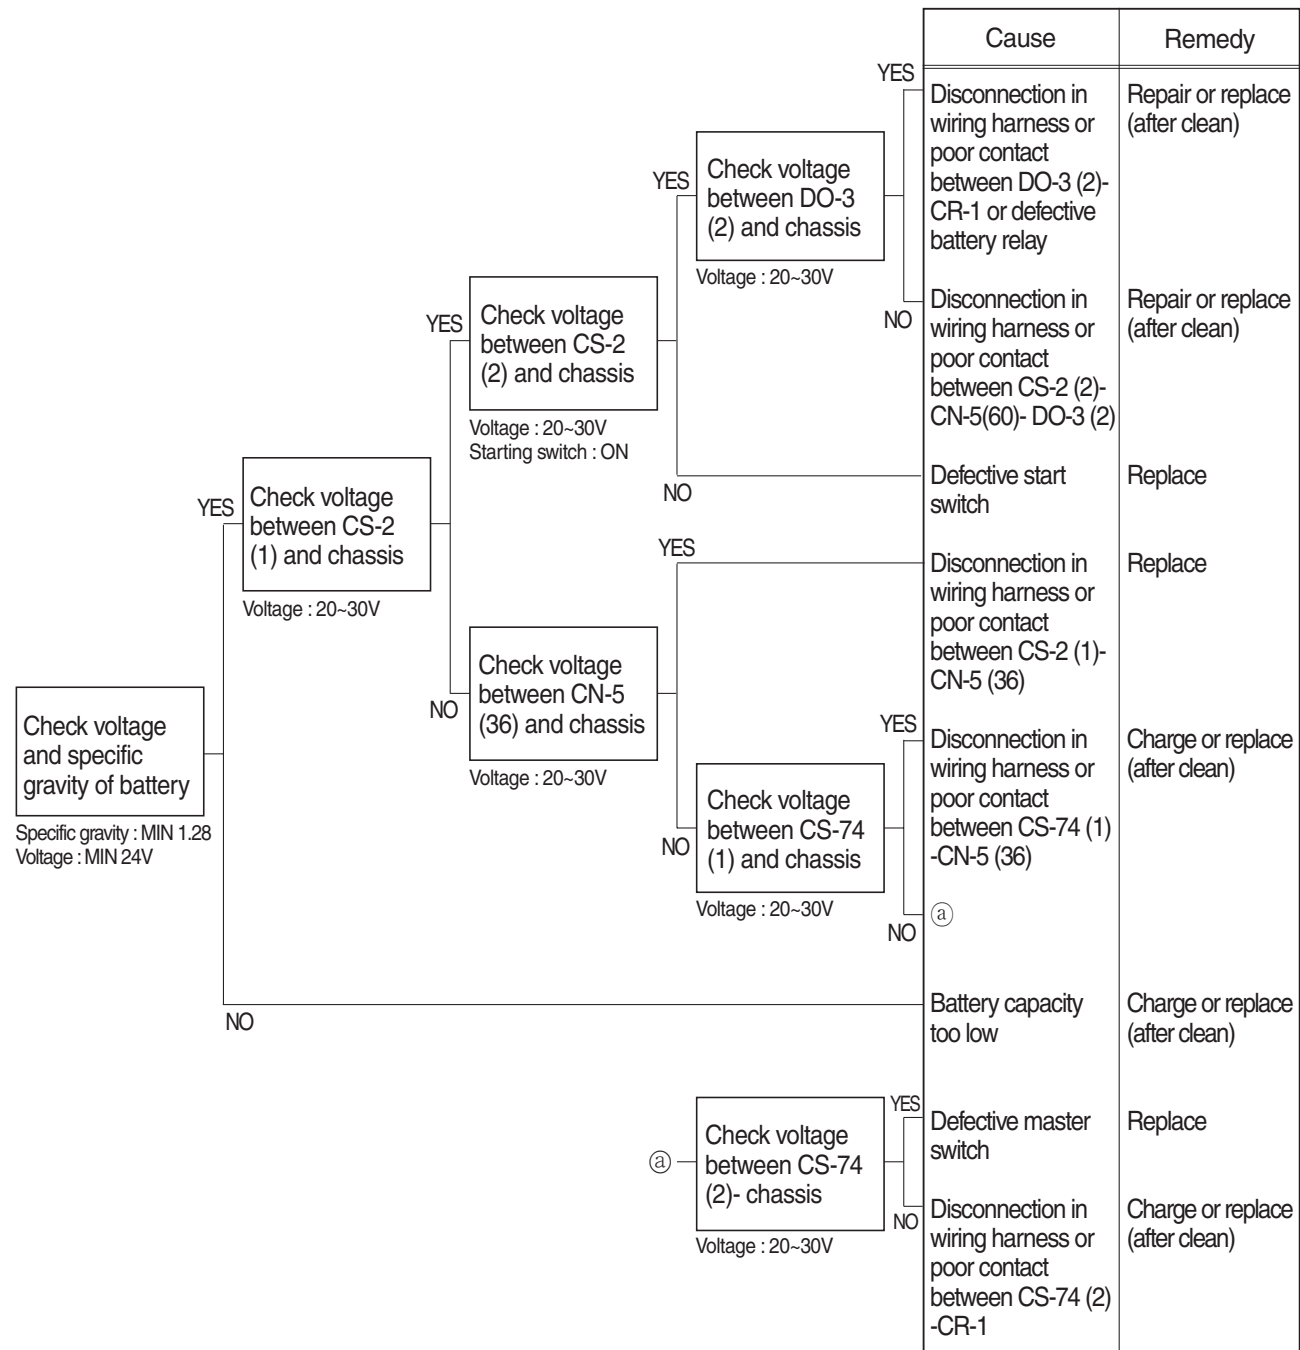 Cause
Remedy
YES
Disconnection in
wiring harness or
poor contact
between DO-3 (2)-
CR-1 or defective
battery relay
Repair or replace
(after clean)
YES
Check voltage
between DO-3
(2) and chassis
Voltage : 20~30V
NO
Disconnection in
wiring harness or
poor contact
between CS-2 (2)-
CN-5(60)- DO-3 (2)
Repair or replace
(after clean)
YES
Check voltage
between CS-2
(2) and chassis
Voltage : 20~30V
Starting switch : ON
NO
Defective start
switch
Replace
YES
Check voltage
between CS-2
(1) and chassis
Voltage : 20~30V
YES
Disconnection in
wiring harness or
poor contact
between CS-2 (1)-
CN-5 (36)
Replace
NO
Check voltage
between CN-5
(36) and chassis
Voltage : 20~30V
Check voltage
and specific
gravity of battery
Specific gravity : MIN 1.28
Voltage : MIN 24V
YES
Disconnection in
wiring harness or
poor contact
between CS-74 (1)
-CN-5 (36)
Charge or replace
(after clean)
NO
Check voltage
between CS-74
(1) and chassis
Voltage : 20~30V
NO
ⓐ
NO
Battery capacity
too low
Charge or replace
(after clean)
ⓐ
Check voltage
between CS-74
(2)- chassis
Voltage : 20~30V
YES
Defective master
switch
Replace
NO
Disconnection in
wiring harness or
poor contact
between CS-74 (2)
-CR-1
Charge or replace
(after clean)